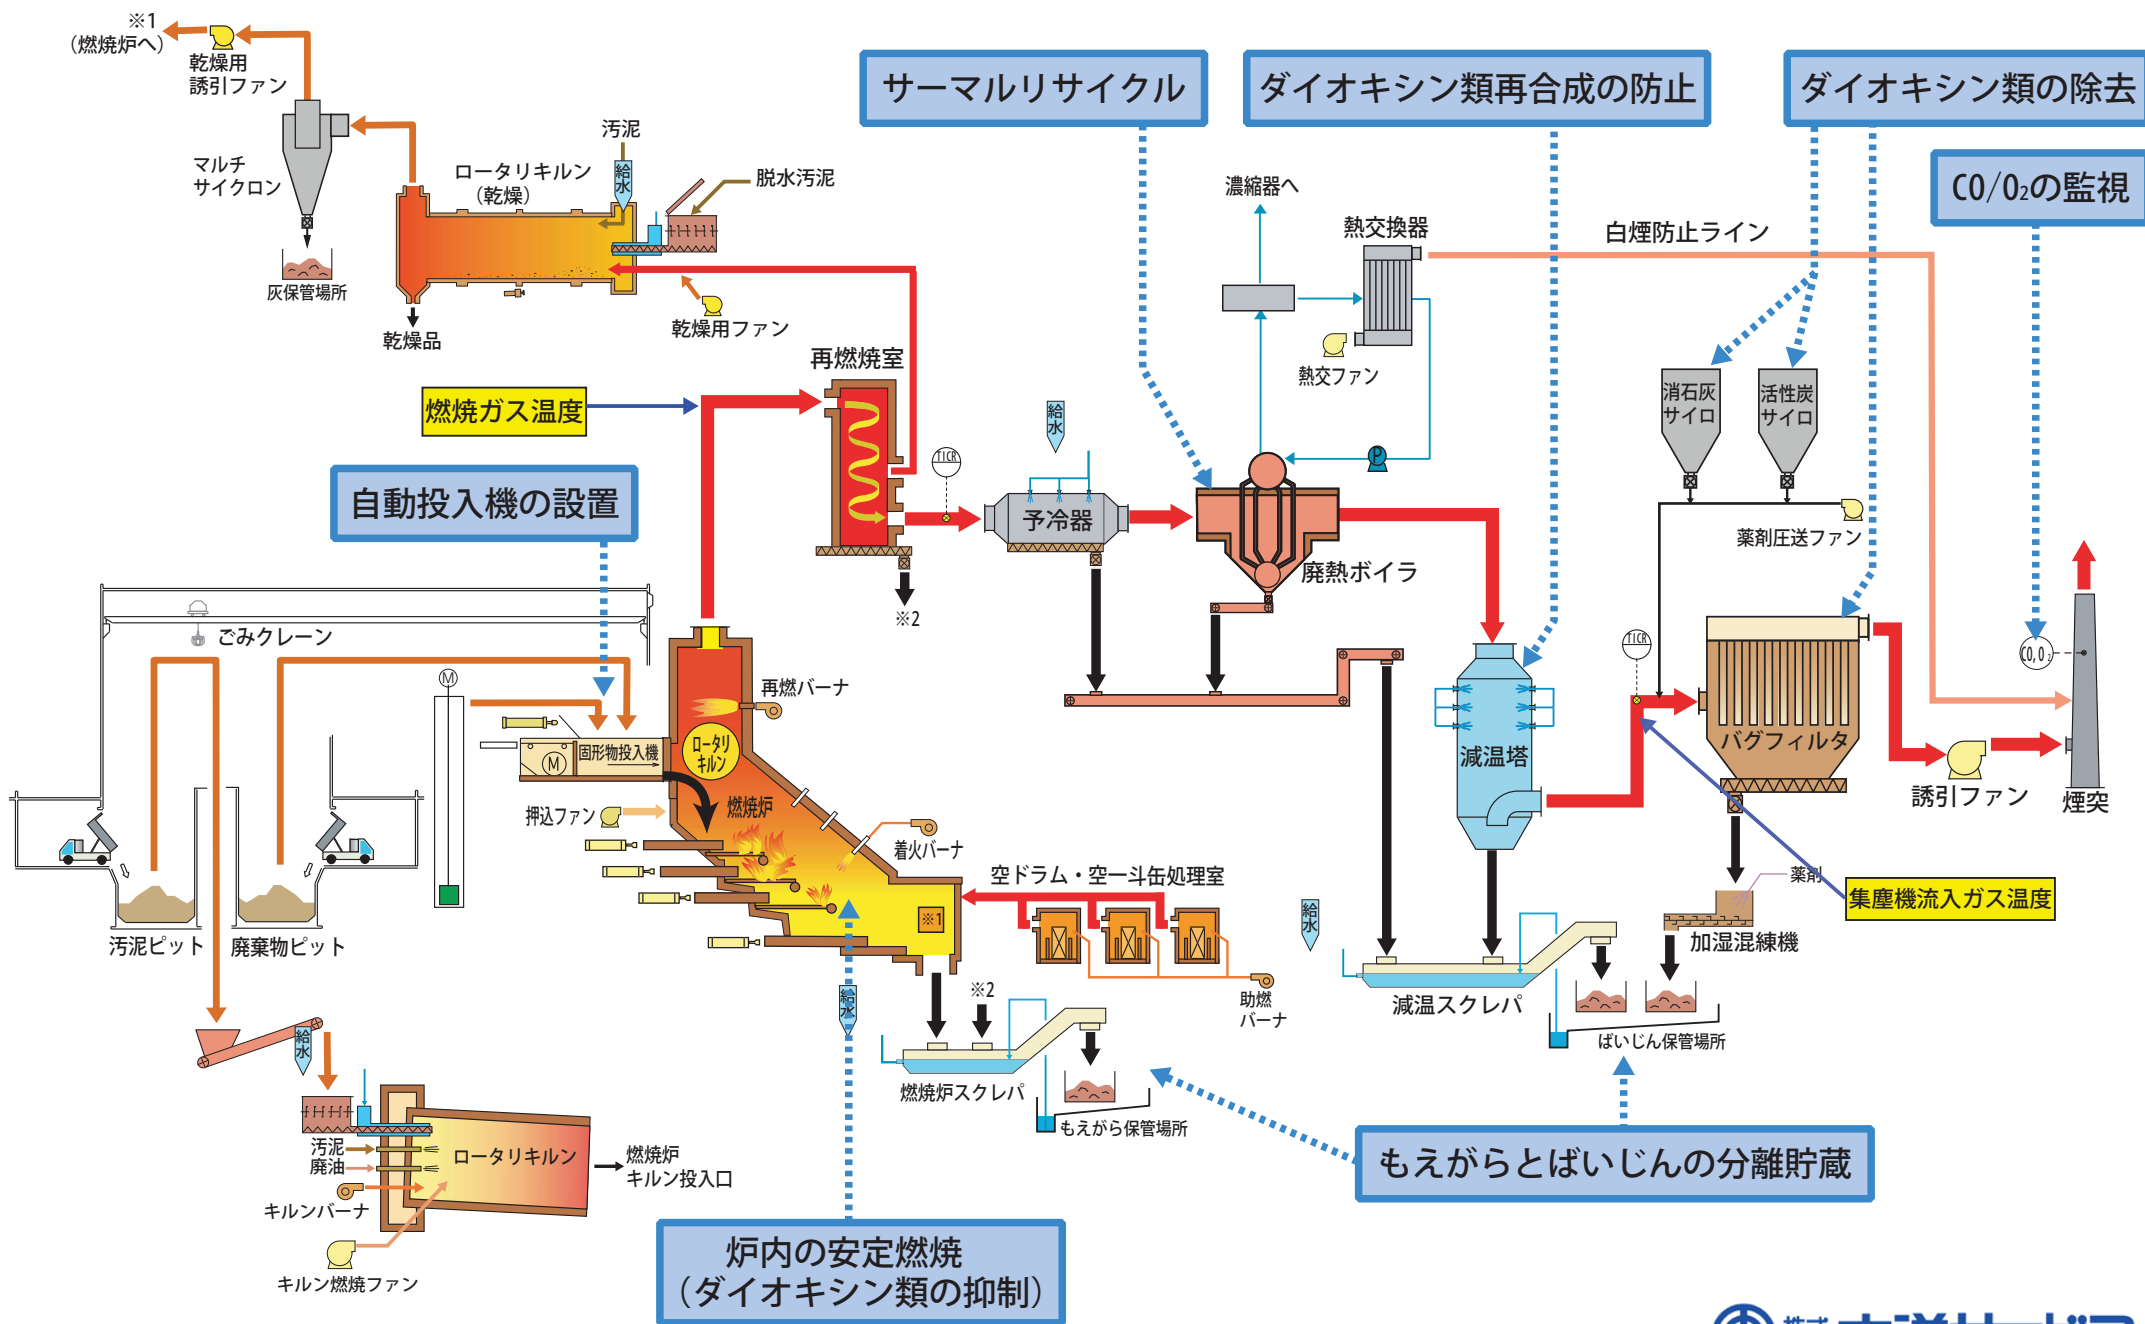 ※1
（燃焼炉へ）
乾燥用
誘引ファン
マルチ
サイクロン
灰保管場所
ロータリキルン
（乾燥）
汚泥
給水
脱水汚泥
乾燥品
乾燥用ファン
サーマルリサイクル
ダイオキシン類再合成の防止
ダイオキシン類の除去
CO/O₂の監視
濃縮器へ
熱交換器
白煙防止ライン
熱交ファン
P
燃焼ガス温度
再燃焼室
TICR
給水
予冷器
廃熱ボイラ
※2
消石灰
サイロ
活性炭
サイロ
薬剤圧送ファン
自動投入機の設置
ごみクレーン
M
再燃バーナ
ロータリ
キルン
固形物投入機
M
燃焼炉
押込ファン
着火バーナ
※1
空ドラム・空一斗缶処理室
助燃
バーナ
汚泥ピット
廃棄物ピット
減温塔
TICR
バグフィルタ
CO,O₂
誘引ファン
煙突
薬剤
集塵機流入ガス温度
加湿混練機
給水
減温スクレパ
ばいじん保管場所
給水
※2
燃焼炉スクレパ
もえがら保管場所
もえがらとばいじんの分離貯蔵
給水
汚泥
廃油
ロータリキルン
燃焼炉
キルン投入口
キルンバーナ
キルン燃焼ファン
炉内の安定燃焼
（ダイオキシン類の抑制）